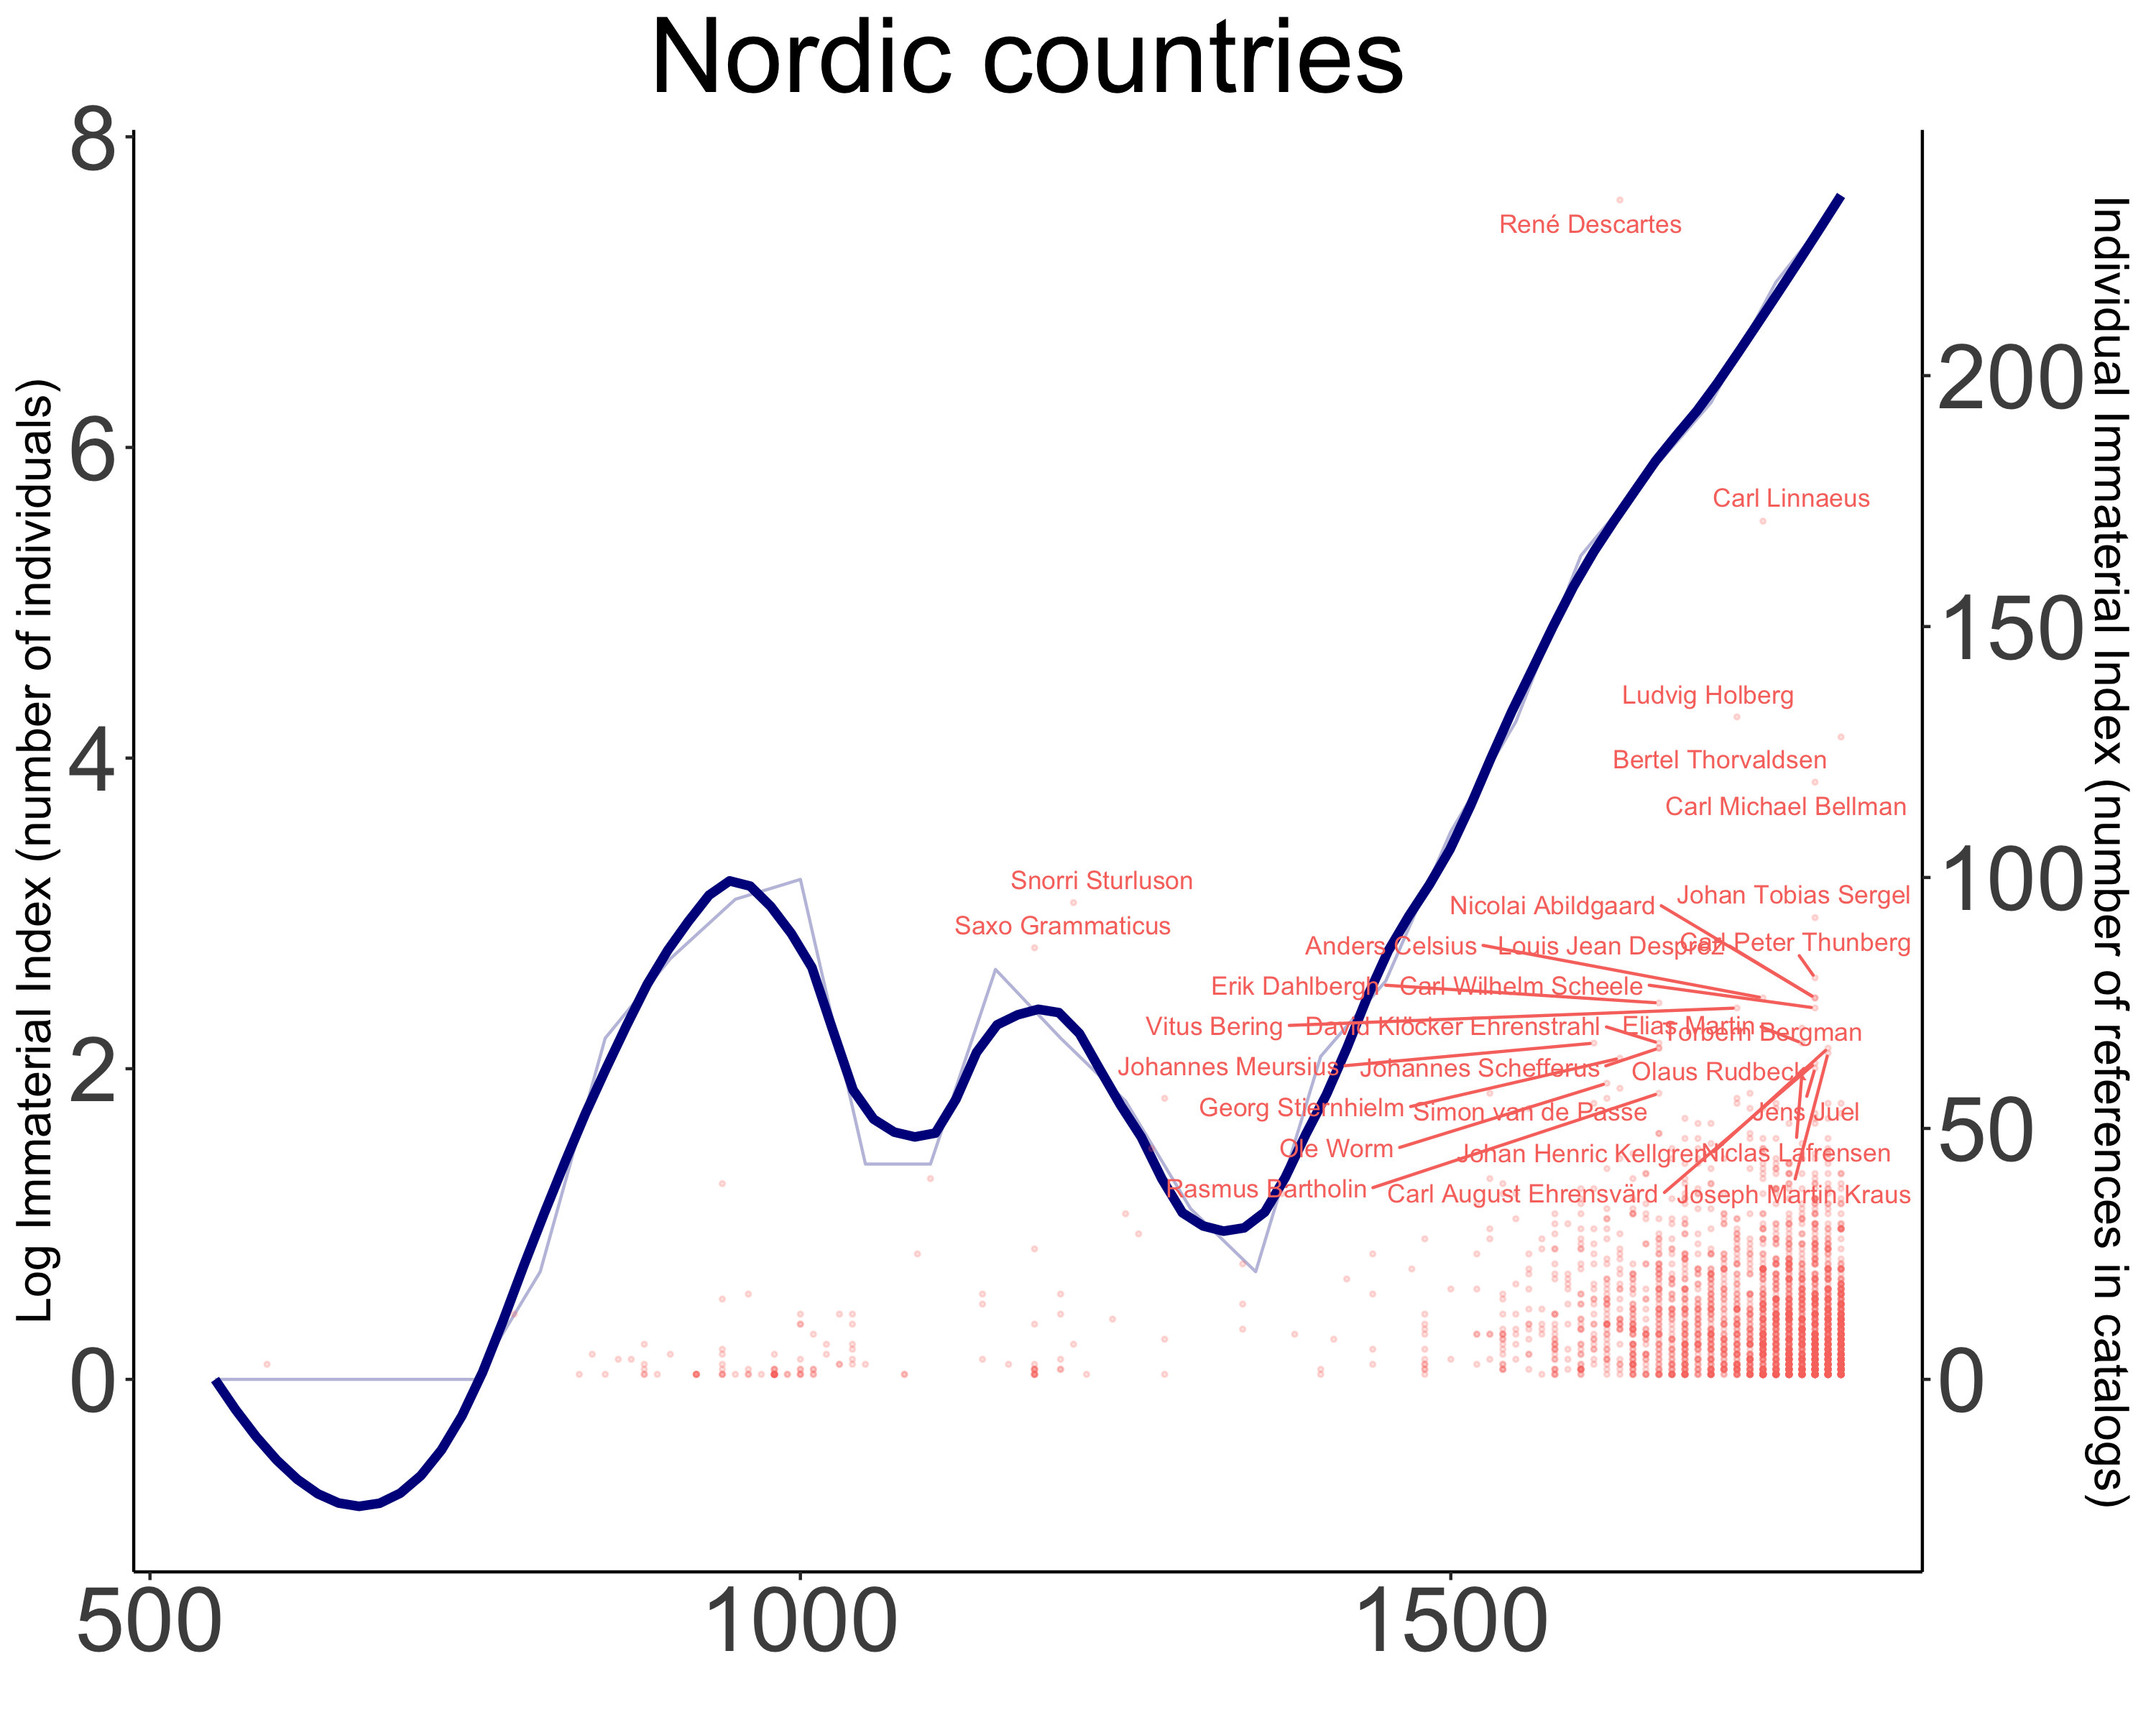 Nordic countries
8
6
4
2
0
Log Immaterial Index (number of individuals)
200
150
100
50
0
Individual Immaterial Index (number of references in catalogs)
500
1000
1500
René Descartes
Carl Linnaeus
Ludvig Holberg
Bertel Thorvaldsen
Carl Michael Bellman
Snorri Sturluson
Saxo Grammaticus
Johan Tobias Sergel
Nicolai Abildgaard
Anders Celsius
Louis Jean Desprez
Carl Peter Thunberg
Erik Dahlbergh
Carl Wilhelm Scheele
Vitus Bering
David Klöcker Ehrenstrahl
Elias Martin
Torbern Bergman
Johannes Meursius
Johannes Schefferus
Olaus Rudbeck
Georg Stiernhielm
Simon van de Passe
Jens Juel
Ole Worm
Johan Henric Kellgren
Niclas Lafrensen
Rasmus Bartholin
Carl August Ehrensvärd
Joseph Martin Kraus